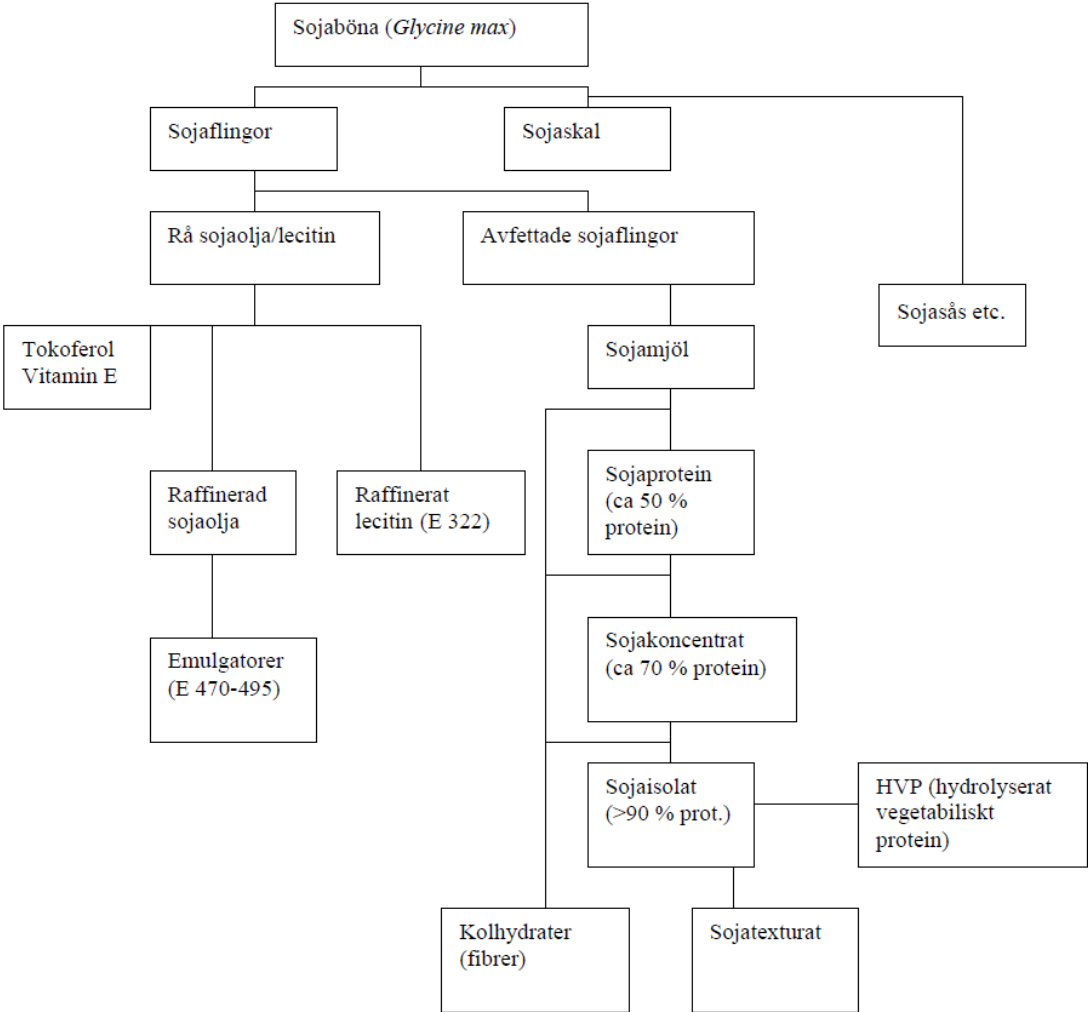 Sojaböna (Glycine max)
Sojaflingor
Sojaskal
Rå sojaolja/lecitin
Avfettade sojaflingor
Sojasås etc.
Tokoferol
Vitamin E
Sojamjöl
Raffinerad
sojaolja
Raffinerat
lecitin (E 322)
Sojaprotein
(ca 50 %
protein)
Emulgatorer
(E 470-495)
Sojakoncentrat
(ca 70 % protein)
Sojaisolat
(>90 % prot.)
HVP (hydrolyserat
vegetabiliskt
protein)
Kolhydrater
(fibrer)
Sojatexturat